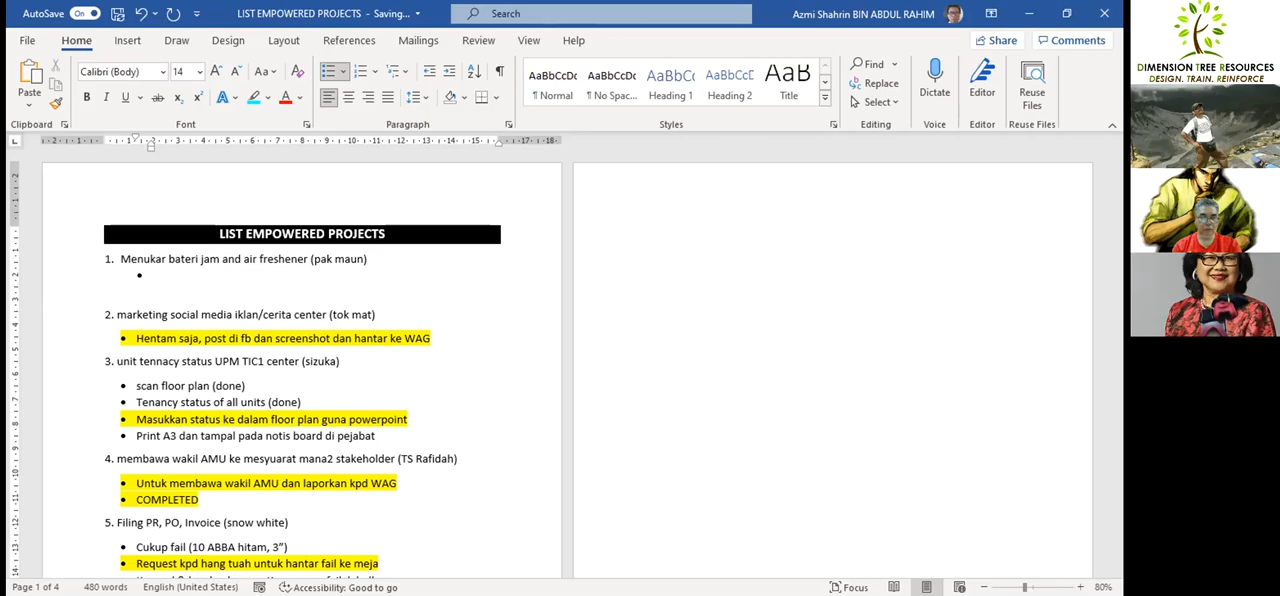 AutoSave On LIST EMPOWERED PROJECTS - Saving... Search Azmi Shahrin BIN ABDUL RAHIM
File Home Insert Draw Design Layout References Mailings Review View Help Share Comments
Calibri (Body) 14 Aa
AaBbCcDc AaBbCcDc AaBbCc AaBbCcD AaB
Paste
B I U ab x₂ x² A A
¶ Normal ¶ No Spac... Heading 1 Heading 2 Title
Find
Replace
Select
Dictate Editor Reuse Files
Clipboard Font Paragraph Styles Editing Voice Editor Reuse Files
LIST EMPOWERED PROJECTS
1. Menukar bateri jam and air freshener (pak maun)
•
2. marketing social media iklan/cerita center (tok mat)
• Hentam saja, post di fb dan screenshot dan hantar ke WAG
3. unit tennacy status UPM TIC1 center (sizuka)
• scan floor plan (done)
• Tenancy status of all units (done)
• Masukkan status ke dalam floor plan guna powerpoint
• Print A3 dan tampal pada notis board di pejabat
4. membawa wakil AMU ke mesyuarat mana2 stakeholder (TS Rafidah)
• Untuk membawa wakil AMU dan laporkan kpd WAG
• COMPLETED
5. Filing PR, PO, Invoice (snow white)
• Cukup fail (10 ABBA hitam, 3”)
• Request kpd hang tuah untuk hantar fail ke meja
Page 1 of 4 480 words English (United States) Accessibility: Good to go Focus 80%
DIMENSION TREE RESOURCES
DESIGN. TRAIN. REINFORCE